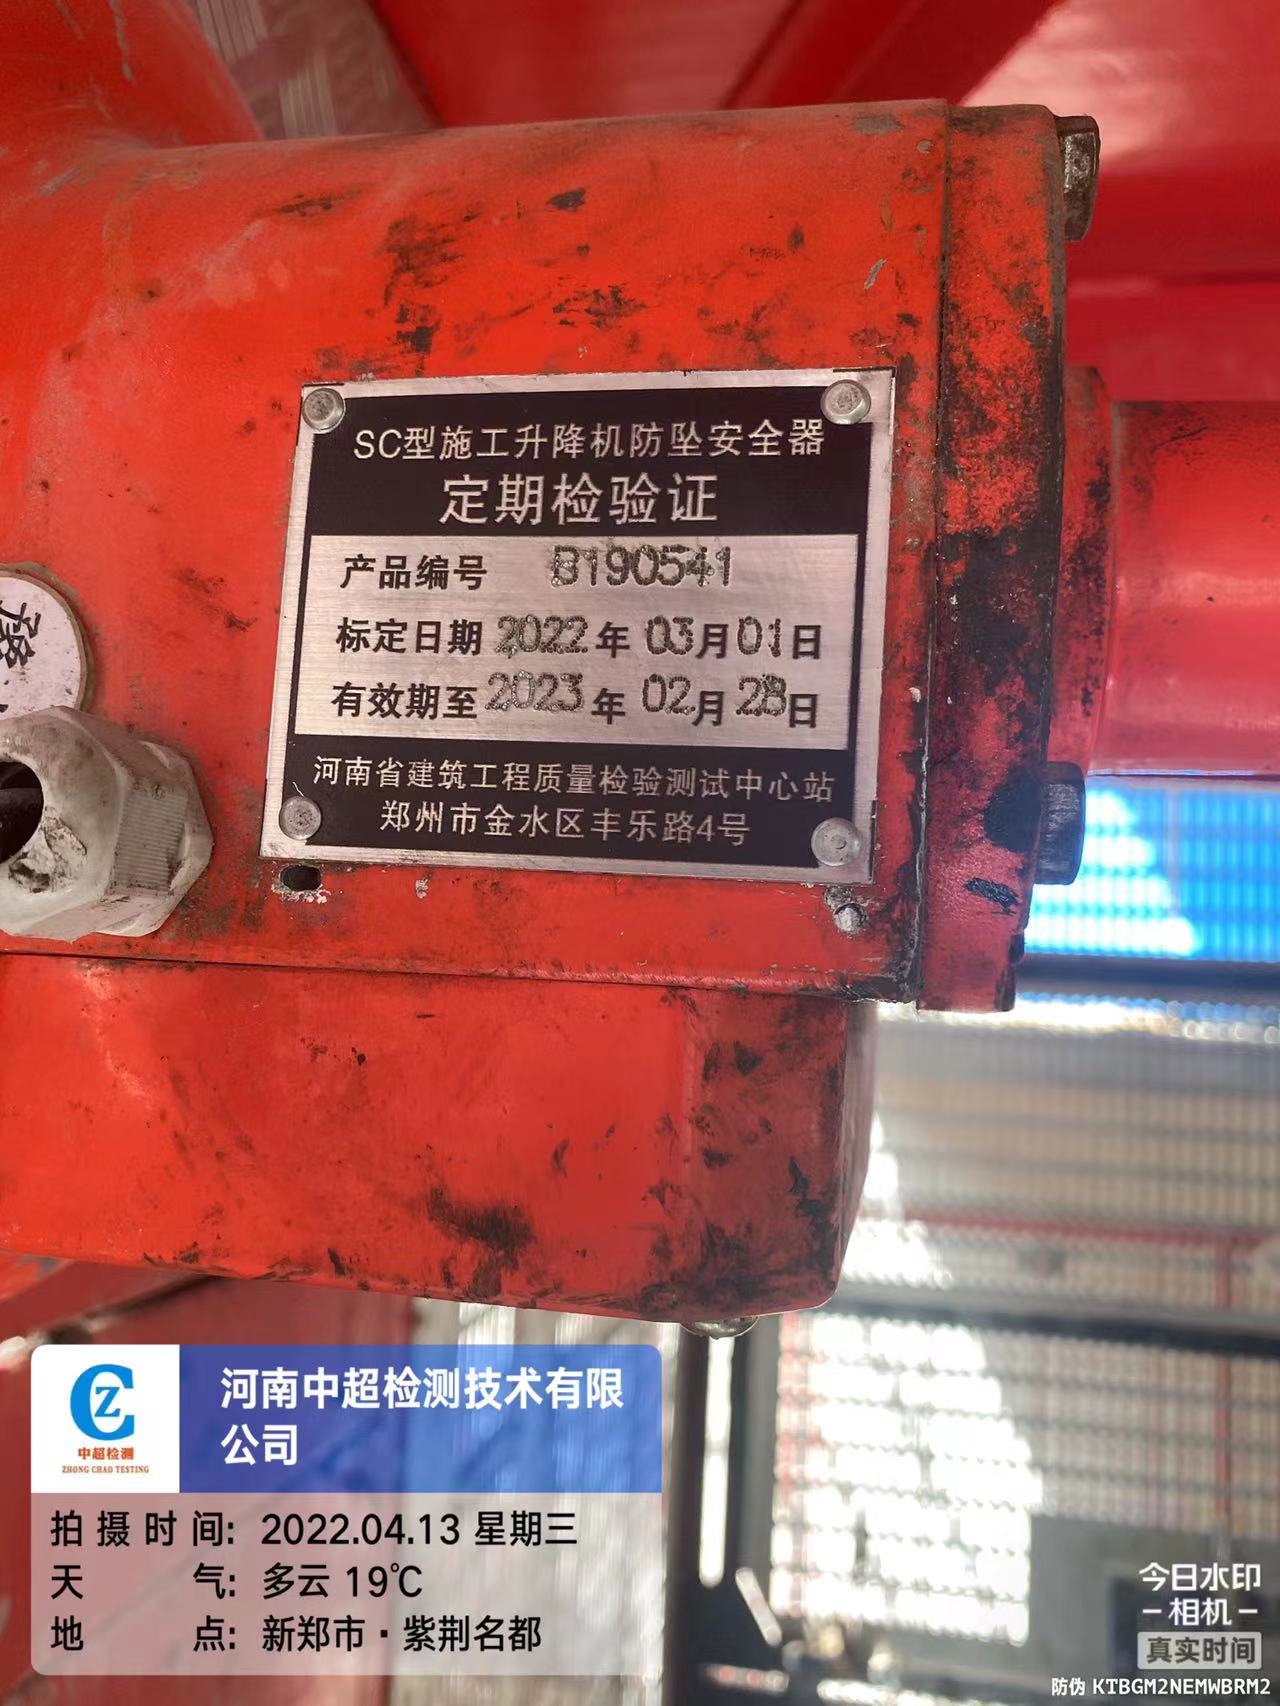 SC型施工升降机防坠安全器
定期检验证
产品编号 B190541
标定日期 2022年 03月01日
有效期至 2023年 02月 28日
河南省建筑工程质量检验测试中心站
郑州市金水区丰乐路4号
CZ
中超检测
ZHONG CHAO TESTING
河南中超检测技术有限
公司
拍摄时间: 2022.04.13 星期三
天气: 多云 19℃
地点: 新郑市·紫荆名都
今日水印
-相机-
真实时间
防伪 KTBGM2NEMWBRM2